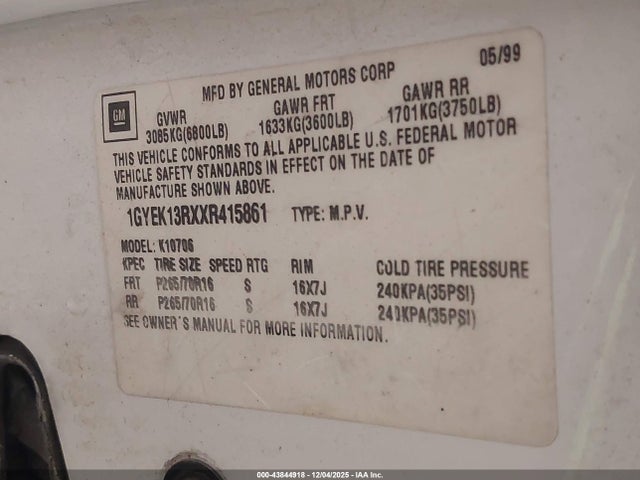 MFD BY GENERAL MOTORS CORP 05/99
GM
GVWR GAWR FRT GAWR RR
3085KG(6800LB) 1633KG(3600LB) 1701KG(3750LB)
THIS VEHICLE CONFORMS TO ALL APPLICABLE U.S. FEDERAL MOTOR
VEHICLE SAFETY STANDARDS IN EFFECT ON THE DATE OF
MANUFACTURE SHOWN ABOVE.
1GYEK13RXXR415861 TYPE: M.P.V.
MODEL: K10706
KPEC TIRE SIZE SPEED RTG RIM COLD TIRE PRESSURE
FRT P265/70R16 S 16X7J 240KPA(35PSI)
RR P265/70R16 S 16X7J 240KPA(35PSI)
SEE OWNER'S MANUAL FOR MORE INFORMATION.
000-43844918 - 12/04/2025 - IAA Inc.